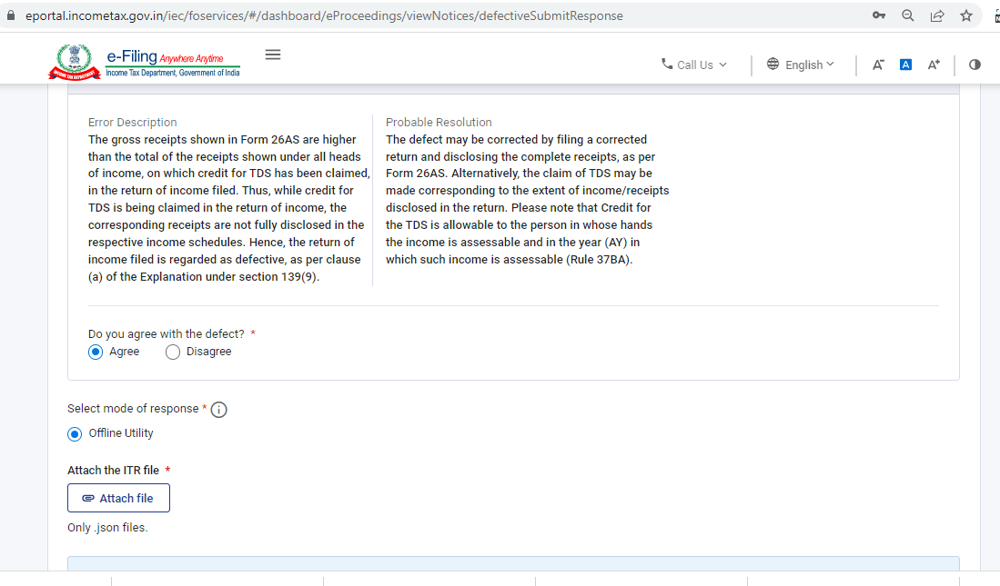 eportal.incometax.gov.in/iec/foservices/#/dashboard/eProceedings/viewNotices/defectiveSubmitResponse
e-Filing Anywhere Anytime
Income Tax Department, Government of India
Call Us
English
A-
A
A+
Error Description
The gross receipts shown in Form 26AS are higher
than the total of the receipts shown under all heads
of income, on which credit for TDS has been claimed,
in the return of income filed. Thus, while credit for
TDS is being claimed in the return of income, the
corresponding receipts are not fully disclosed in the
respective income schedules. Hence, the return of
income filed is regarded as defective, as per clause
(a) of the Explanation under section 139(9).
Probable Resolution
The defect may be corrected by filing a corrected
return and disclosing the complete receipts, as per
Form 26AS. Alternatively, the claim of TDS may be
made corresponding to the extent of income/receipts
disclosed in the return. Please note that Credit for
the TDS is allowable to the person in whose hands
the income is assessable and in the year (AY) in
which such income is assessable (Rule 37BA).
Do you agree with the defect? *
Agree
Disagree
Select mode of response *
Offline Utility
Attach the ITR file *
Attach file
Only .json files.